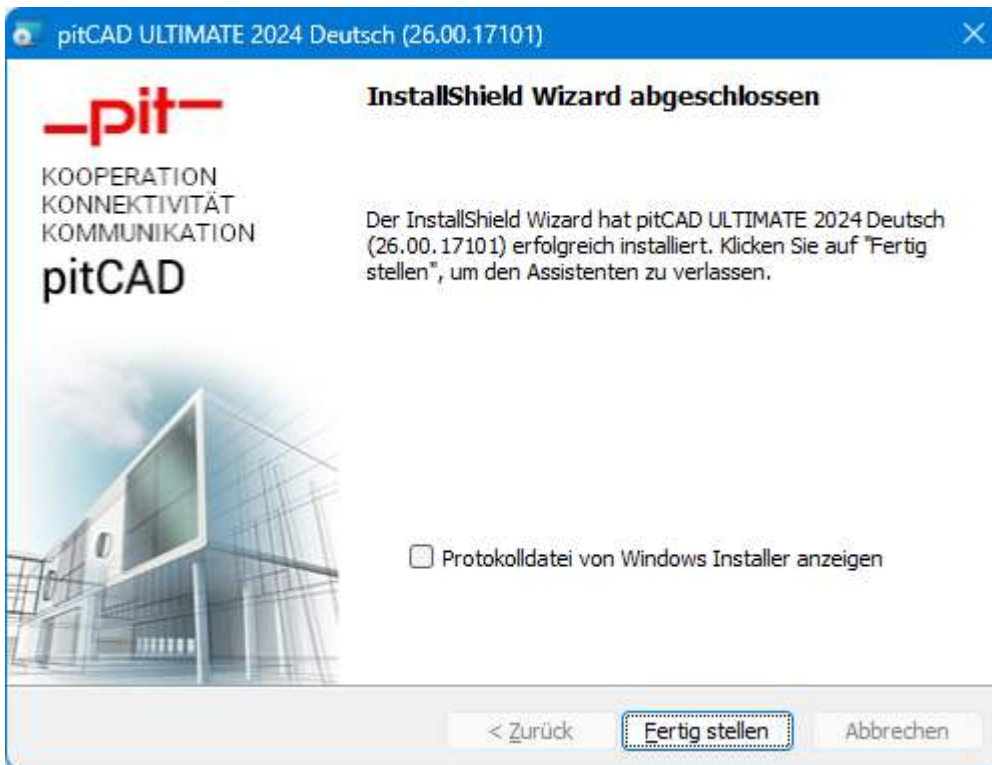 pitCAD ULTIMATE 2024 Deutsch (26.00.17101)
pit
KOOPERATION
KONNEKTIVITÄT
KOMMUNIKATION
pitCAD
InstallShield Wizard abgeschlossen
Der InstallShield Wizard hat pitCAD ULTIMATE 2024 Deutsch
(26.00.17101) erfolgreich installiert. Klicken Sie auf "Fertig
stellen", um den Assistenten zu verlassen.
Protokolldatei von Windows Installer anzeigen
< Zurück
Fertig stellen
Abbrechen